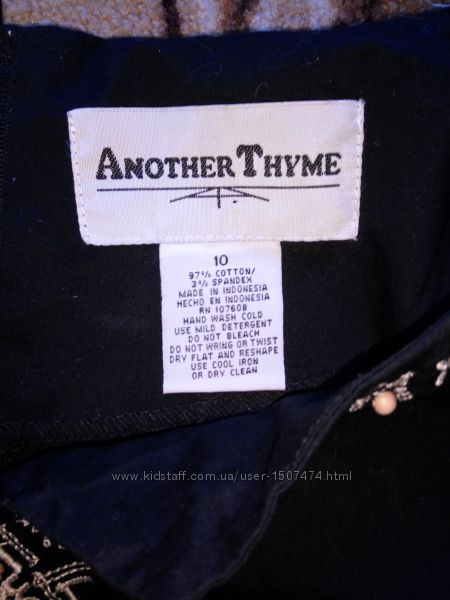 ANOTHER THYME
10
97% COTTON/
3% SPANDEX
MADE IN INDONESIA
HECHO EN INDONESIA
RN 107608
HAND WASH COLD
USE MILD DETERGENT
DO NOT BLEACH
DO NOT WRING OR TWIST
DRY FLAT AND RESHAPE
USE COOL IRON
OR DRY CLEAN
www.kidstaff.com.ua/user-1507474.html